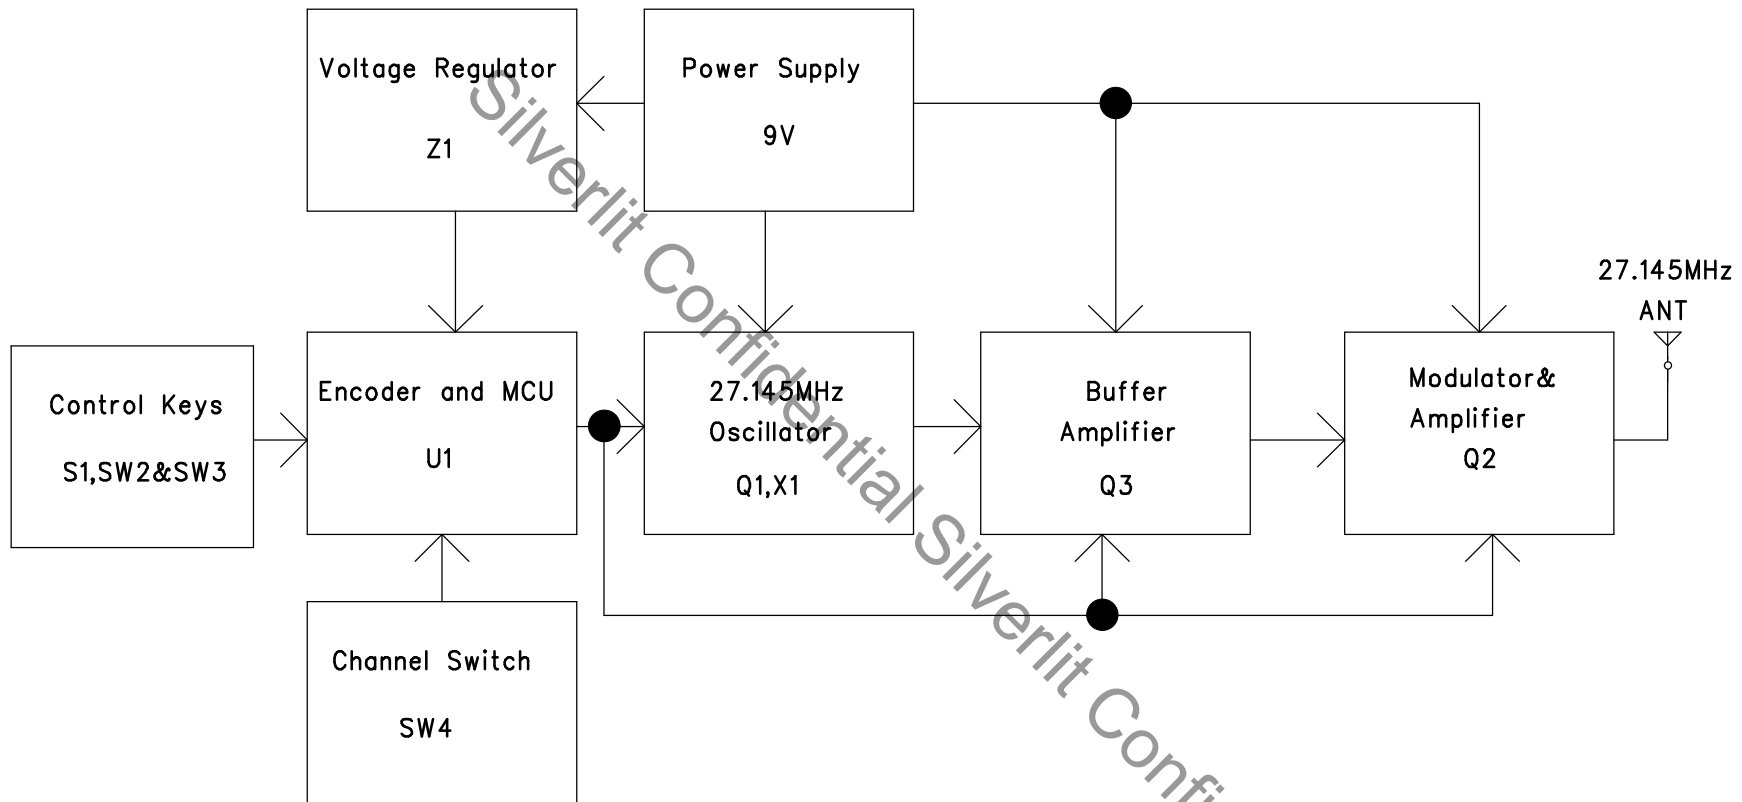 Voltage Regulator
Z1
Power Supply
9V
27.145MHz
ANT
Control Keys
S1,SW2&SW3
Encoder and MCU
U1
27.145MHz
Oscillator
Q1,X1
Buffer
Amplifier
Q3
Modulator&
Amplifier
Q2
Channel Switch
SW4
Silverlit Confidential Silverlit Confi